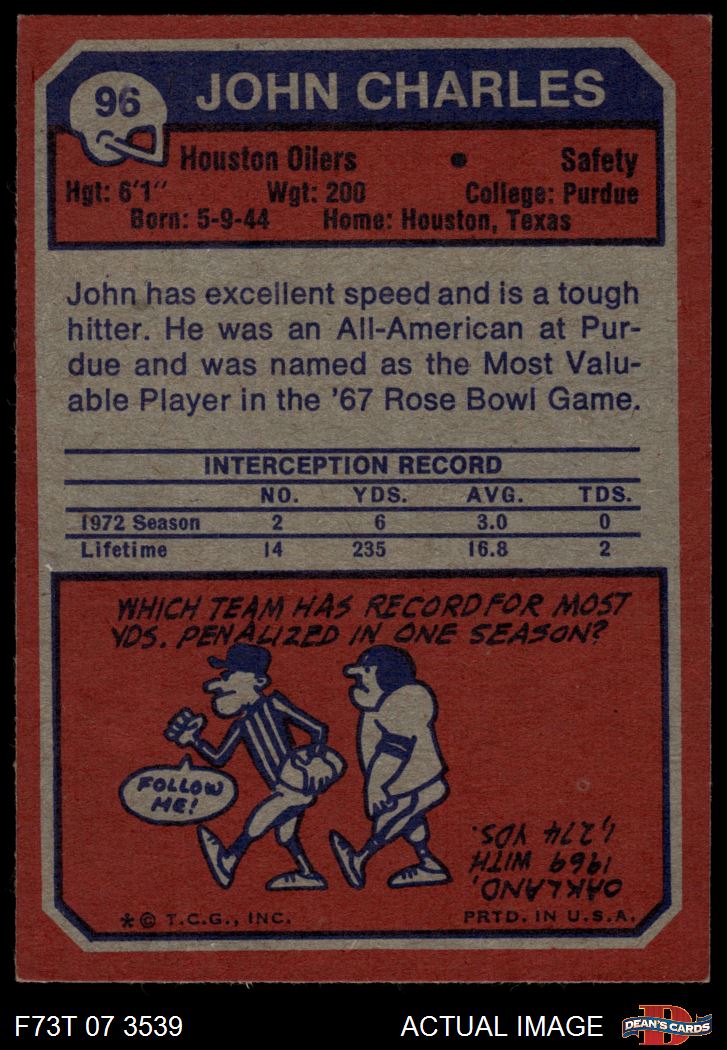 96
JOHN CHARLES
Houston Oilers • Safety
Hgt: 6'1" Wgt: 200 College: Purdue
Born: 5-9-44 Home: Houston, Texas
John has excellent speed and is a tough
hitter. He was an All-American at Pur-
due and was named as the Most Valu-
able Player in the '67 Rose Bowl Game.
INTERCEPTION RECORD
NO. YDS. AVG. TDS.
1972 Season 2 6 3.0 0
Lifetime 14 235 16.8 2
WHICH TEAM HAS RECORD FOR MOST
YDS. PENALIZED IN ONE SEASON?
FOLLOW
ME!
OAKLAND,
1969 WITH
1,274 YDS.
* © T.C.G., INC. PRTD. IN U.S.A.
F73T 07 3539 ACTUAL IMAGE
D
DEAN'S CARDS